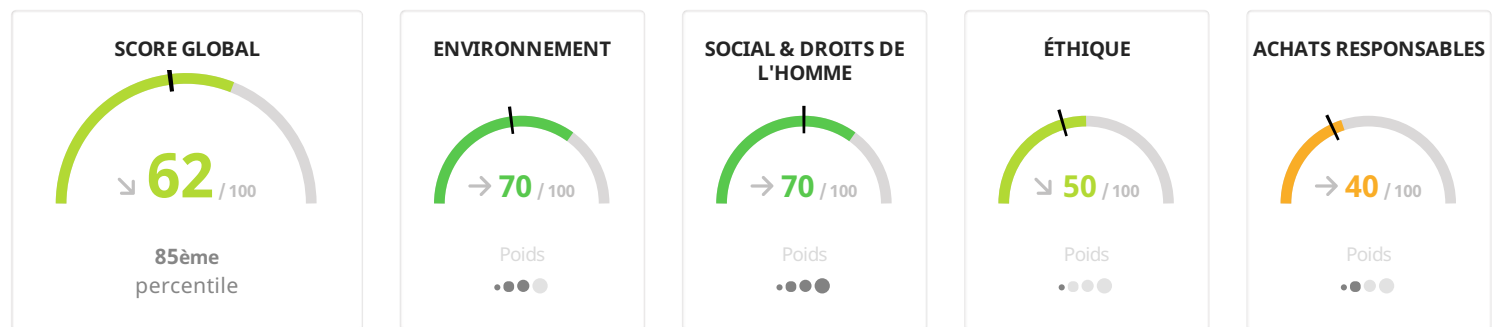 SCORE GLOBAL
62 / 100
85ème
percentile
ENVIRONNEMENT
70 / 100
Poids
SOCIAL & DROITS DE
L'HOMME
70 / 100
Poids
ÉTHIQUE
50 / 100
Poids
ACHATS RESPONSABLES
40 / 100
Poids